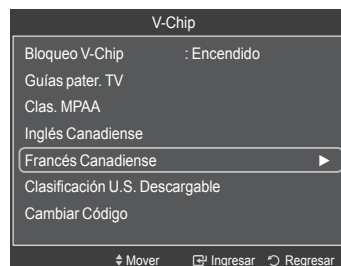 V-Chip
Bloqueo V-Chip : Encendido
Guías pater. TV
Clas. MPAA
Inglés Canadiense
Francés Canadiense ►
Clasificación U.S. Descargable
Cambiar Código
Mover Ingresar Regresar